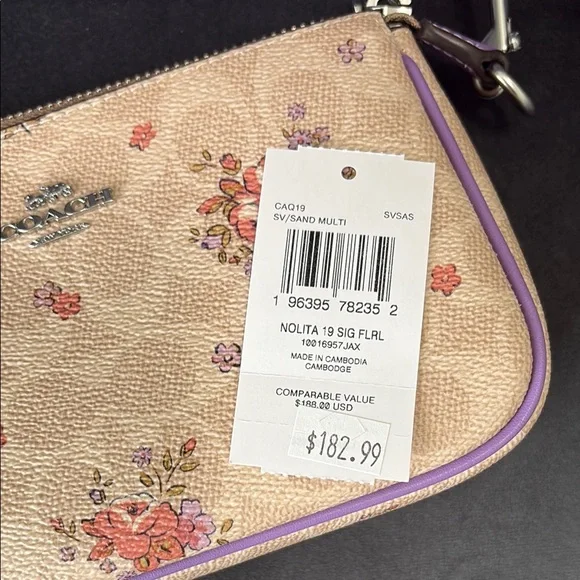 COACH
CAQ19 SVSAS
SV/SAND MULTI
1 96395 78235 2
NOLITA 19 SIG FLRL
10016957JAX
MADE IN CAMBODIA
CAMBODGE
COMPARABLE VALUE
$188.00 USD
$182.99